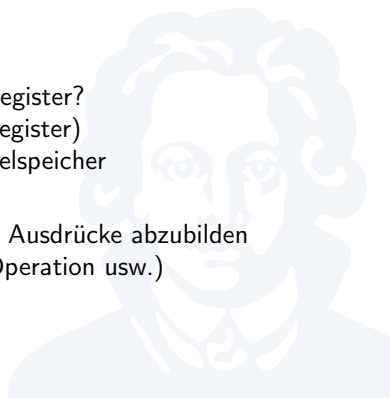 egister?
egister)
elspeicher
Ausdrücke abzubilden
Operation usw.)